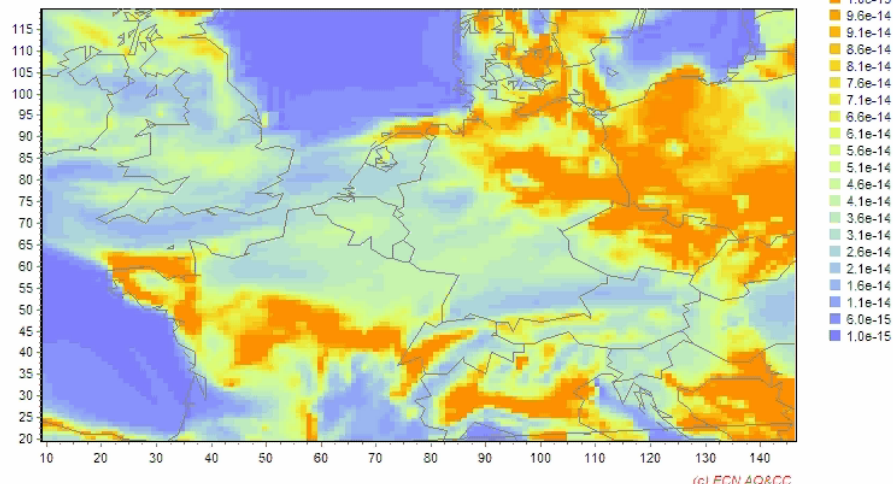 9.6e-14
9.1e-14
8.6e-14
8.1e-14
7.6e-14
7.1e-14
6.6e-14
6.1e-14
5.6e-14
5.1e-14
4.6e-14
4.1e-14
3.6e-14
3.1e-14
2.6e-14
2.1e-14
1.6e-14
1.1e-14
6.0e-15
1.0e-15
115
110
105
100
95
90
85
80
75
70
65
60
55
50
45
40
35
30
25
20
10 20 30 40 50 60 70 80 90 100 110 120 130 140
(c) ECN AQ&CC